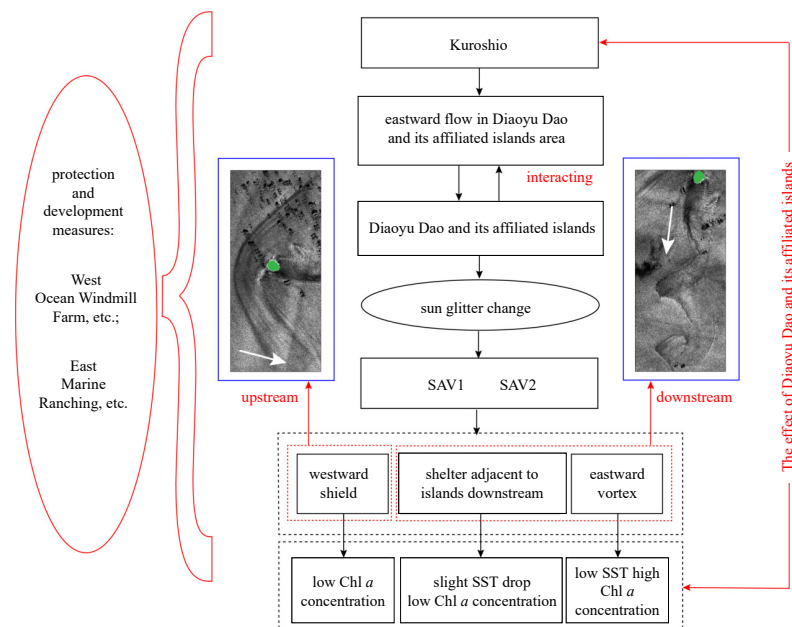 Kuroshio
eastward flow in Diaoyu Dao
and its affiliated islands area
interacting
Diaoyu Dao and its affiliated islands
sun glitter change
SAV1 SAV2
upstream
downstream
westward
shield
shelter adjacent to
islands downstream
eastward
vortex
low Chl a
concentration
slight SST drop
low Chl a concentration
low SST high
Chl a
concentration
protection
and
development
measures:
West
Ocean Windmill
Farm, etc.;
East
Marine
Ranching, etc.
The effect of Diaoyu Dao and its affiliated islands